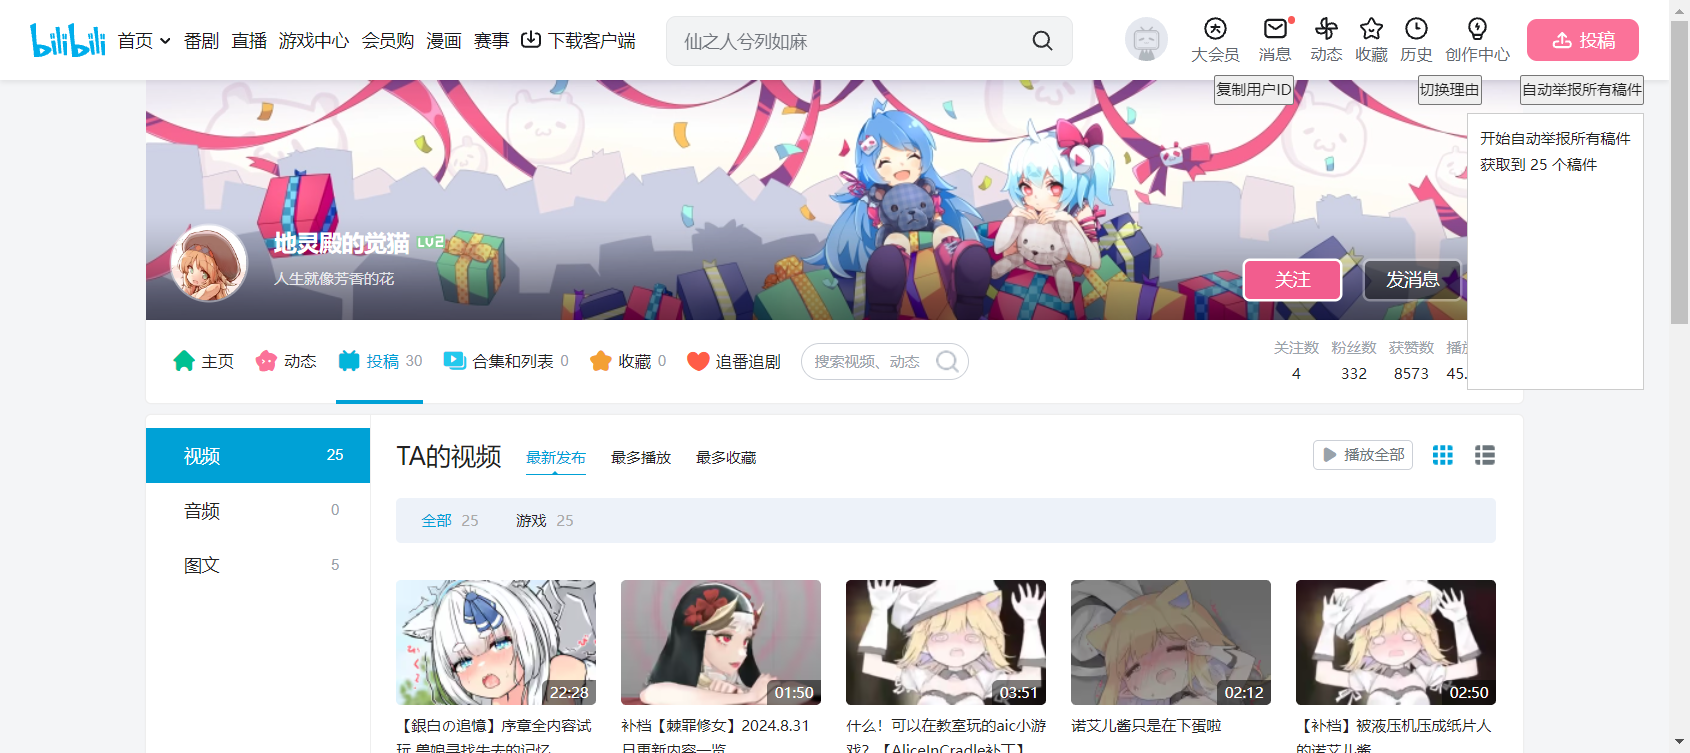 bilibili 首页 番剧 直播 游戏中心 会员购 漫画 赛事 下载客户端
仙之人兮列如麻
大会员 消息 动态 收藏 历史 创作中心 投稿
复制用户ID 切换理由 自动举报所有稿件
开始自动举报所有稿件
获取到 25 个稿件
地灵殿的觉猫 LV2
人生就像芳香的花
关注 发消息
主页 动态 投稿 30 合集和列表 0 收藏 0 追番追剧 搜索视频、动态
关注数 粉丝数 获赞数 播放
4 332 8573 45.
视频 25
音频 0
图文 5
TA的视频 最新发布 最多播放 最多收藏 播放全部
全部 25 游戏 25
22:28 01:50 03:51 02:12 02:50
【銀白の追憶】序章全内容试
玩 兽娘寻找失去的记忆
补档【棘罪修女】2024.8.31
日更新内容一览
什么！可以在教室玩的aic小游
戏？【AliceInCradle补丁】
诺艾儿酱只是在下蛋啦
【补档】被液压机压成纸片人
的诺艾儿酱